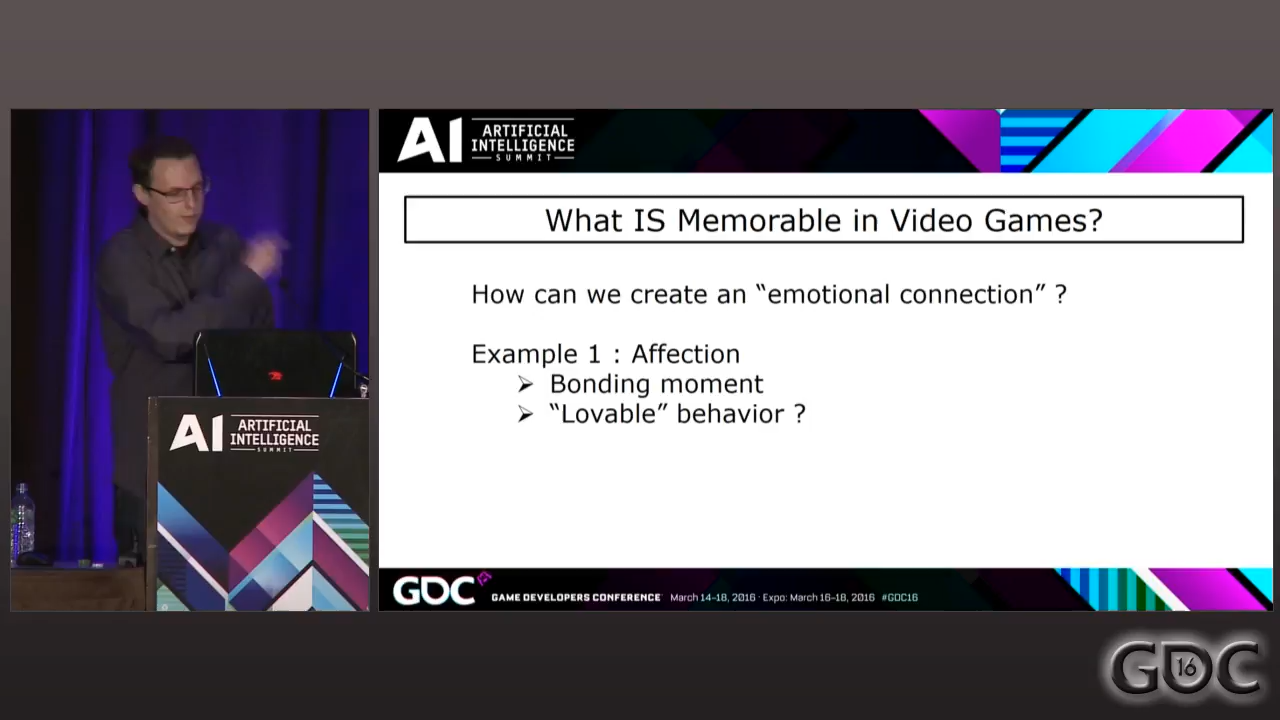 AI ARTIFICIAL
INTELLIGENCE
SUMMIT
What IS Memorable in Video Games?
How can we create an “emotional connection” ?
Example 1 : Affection
➢ Bonding moment
➢ “Lovable” behavior ?
AI ARTIFICIAL
INTELLIGENCE
SUMMIT
GDC GAME DEVELOPERS CONFERENCE March 14-18, 2016 · Expo: March 16-18, 2016 #GDC16
GDC 16